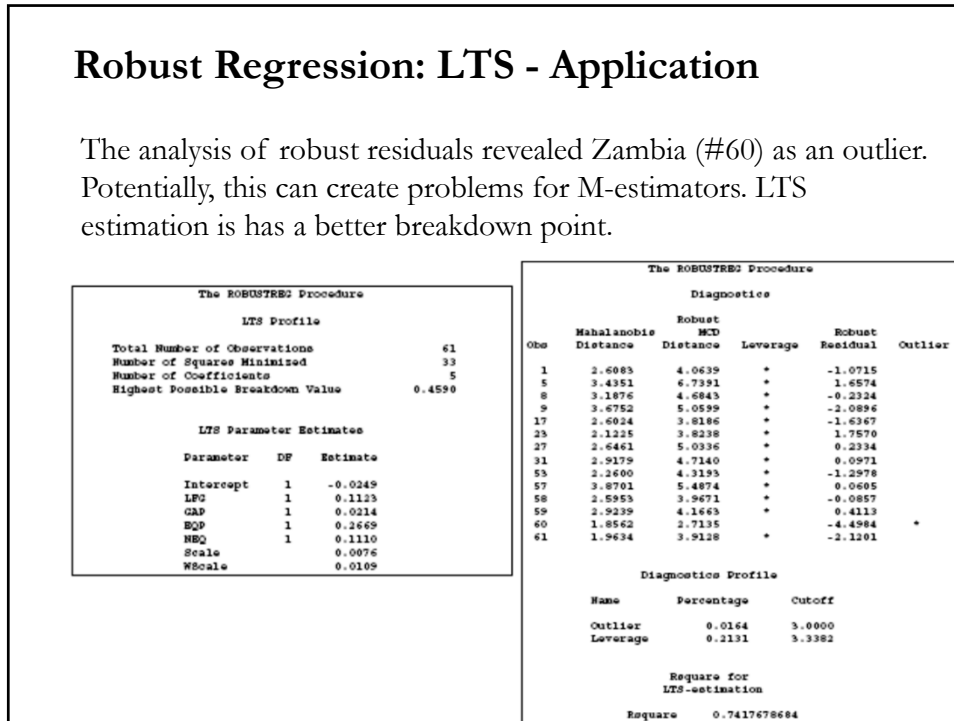 Robust Regression: LTS - Application
The analysis of robust residuals revealed Zambia (#60) as an outlier.
Potentially, this can create problems for M-estimators. LTS
estimation is has a better breakdown point.
The ROBUSTREG Procedure
LTS Profile
Total Number of Observations 61
Number of Squares Minimized 33
Number of Coefficients 5
Highest Possible Breakdown Value 0.4590
LTS Parameter Estimates
Parameter DF Estimate
Intercept 1 -0.0249
LFG 1 0.1123
GAP 1 0.0214
EQP 1 0.2669
NEQ 1 0.1110
Scale 0.0076
WScale 0.0109
The ROBUSTREG Procedure
Diagnostics
Robust
Mahalanobis MCD Robust
Obs Distance Distance Leverage Residual Outlier
1 2.6083 4.0639 * -1.0715
5 3.4351 6.7391 * 1.6574
8 3.1876 4.6843 * -0.2324
9 3.6752 5.0599 * -2.0896
17 2.6024 3.8186 * -1.6367
23 2.1225 3.8238 * 1.7570
27 2.6461 5.0336 * 0.2334
31 2.9179 4.7140 * 0.0971
53 2.2600 4.3193 * -1.2978
57 3.8701 5.4874 * 0.0605
58 2.5953 3.9671 * -0.0857
59 2.9239 4.1663 * 0.4113
60 1.8562 2.7135 -4.4984 *
61 1.9634 3.9128 * -2.1201
Diagnostics Profile
Name Percentage Cutoff
Outlier 0.0164 3.0000
Leverage 0.2131 3.3382
Rsquare for
LTS-estimation
Rsquare 0.7417678684